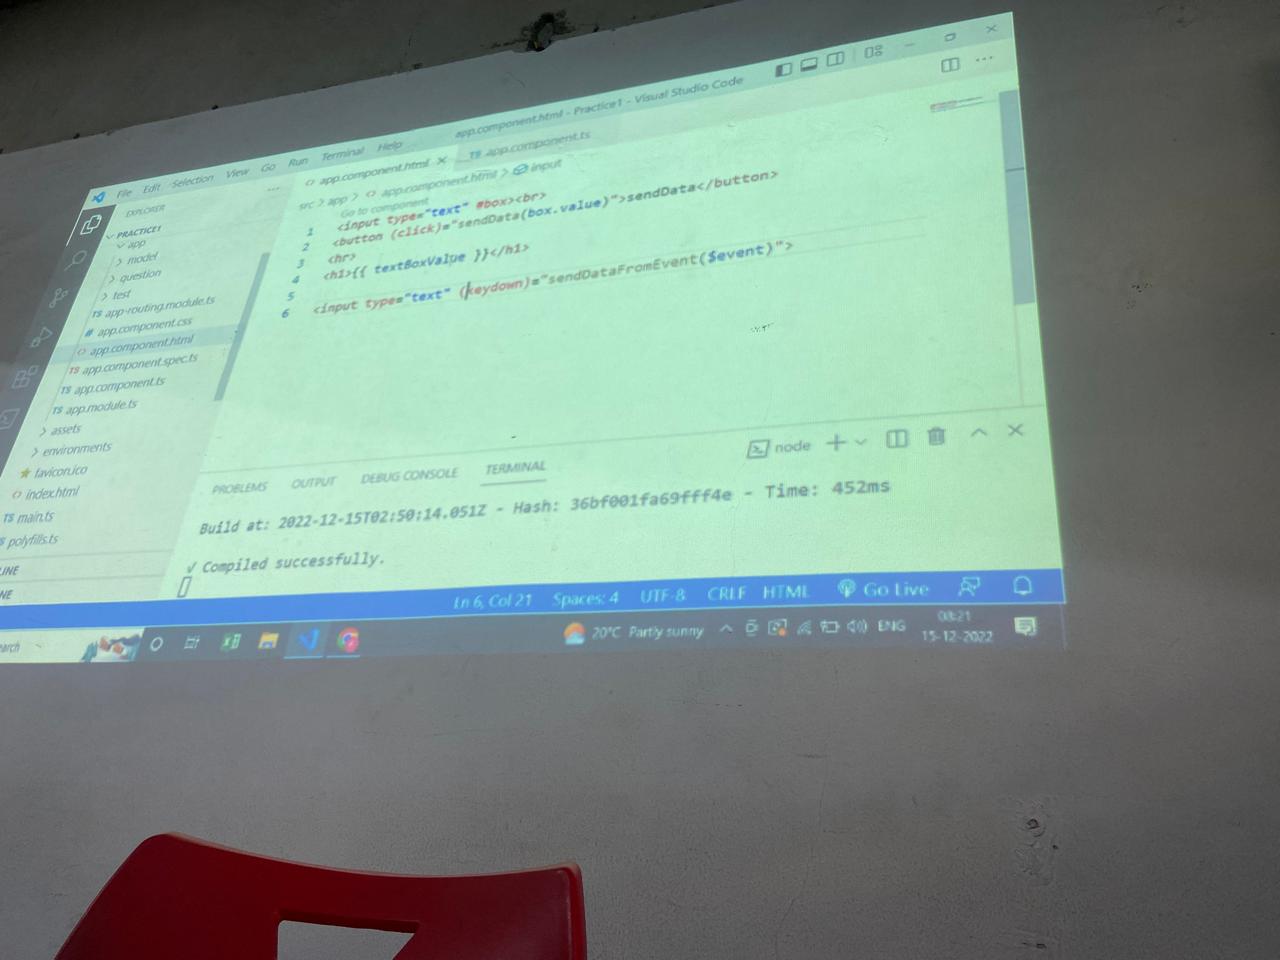 app.component.html - Practice1 - Visual Studio Code
File Edit Selection View Go Run Terminal Help
EXPLORER
PRACTICE1
app
model
question
test
TS app-routing.module.ts
# app.component.css
<> app.component.html
TS app.component.spec.ts
TS app.component.ts
TS app.module.ts
assets
environments
favicon.ico
<> index.html
TS main.ts
polyfills.ts
<> app.component.html × TS app.component.ts
src > app > <> app.component.html > input
Go to component
1 <input type="text" #box><br>
2 <button (click)="sendData(box.value)">sendData</button>
3 <hr>
4 <h1>{{ textBoxValue }}</h1>
5
6 <input type="text" (keydown)="sendDataFromEvent($event)">
PROBLEMS OUTPUT DEBUG CONSOLE TERMINAL
node
Build at: 2022-12-15T02:50:14.051Z - Hash: 36bf001fa69fff4e - Time: 452ms
√ Compiled successfully.
Ln 6, Col 21 Spaces: 4 UTF-8 CRLF HTML Go Live
20°C Partly sunny ENG
08:21
15-12-2022